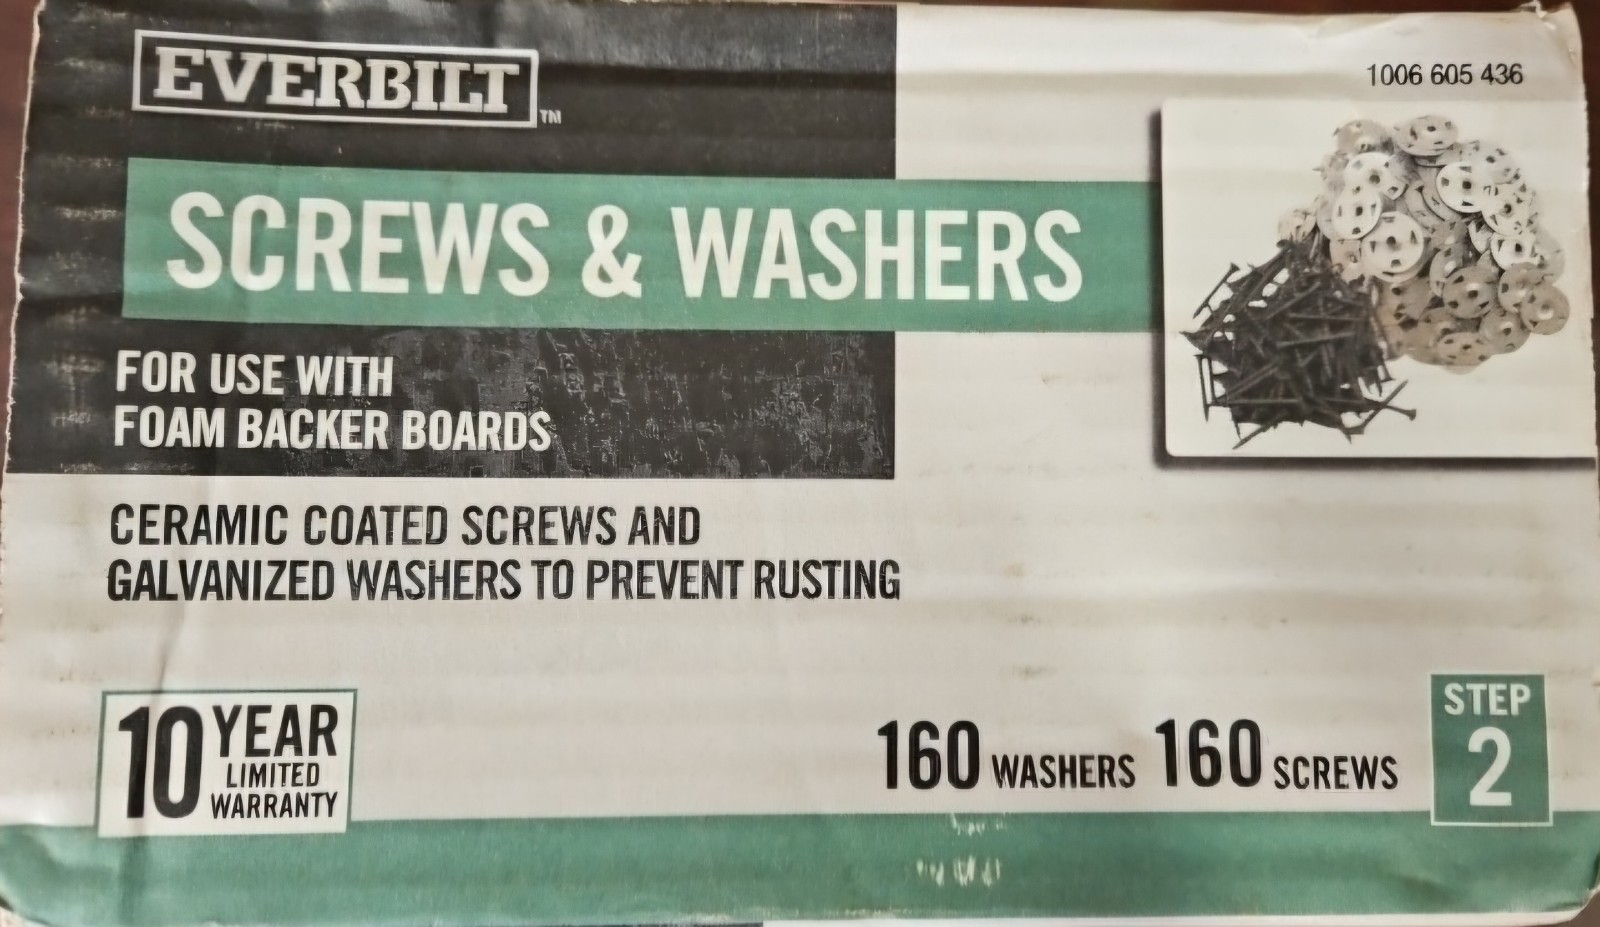 EVERBILT™
1006 605 436
SCREWS & WASHERS
FOR USE WITH
FOAM BACKER BOARDS
CERAMIC COATED SCREWS AND
GALVANIZED WASHERS TO PREVENT RUSTING
10 YEAR
LIMITED
WARRANTY
160 WASHERS 160 SCREWS
STEP
2